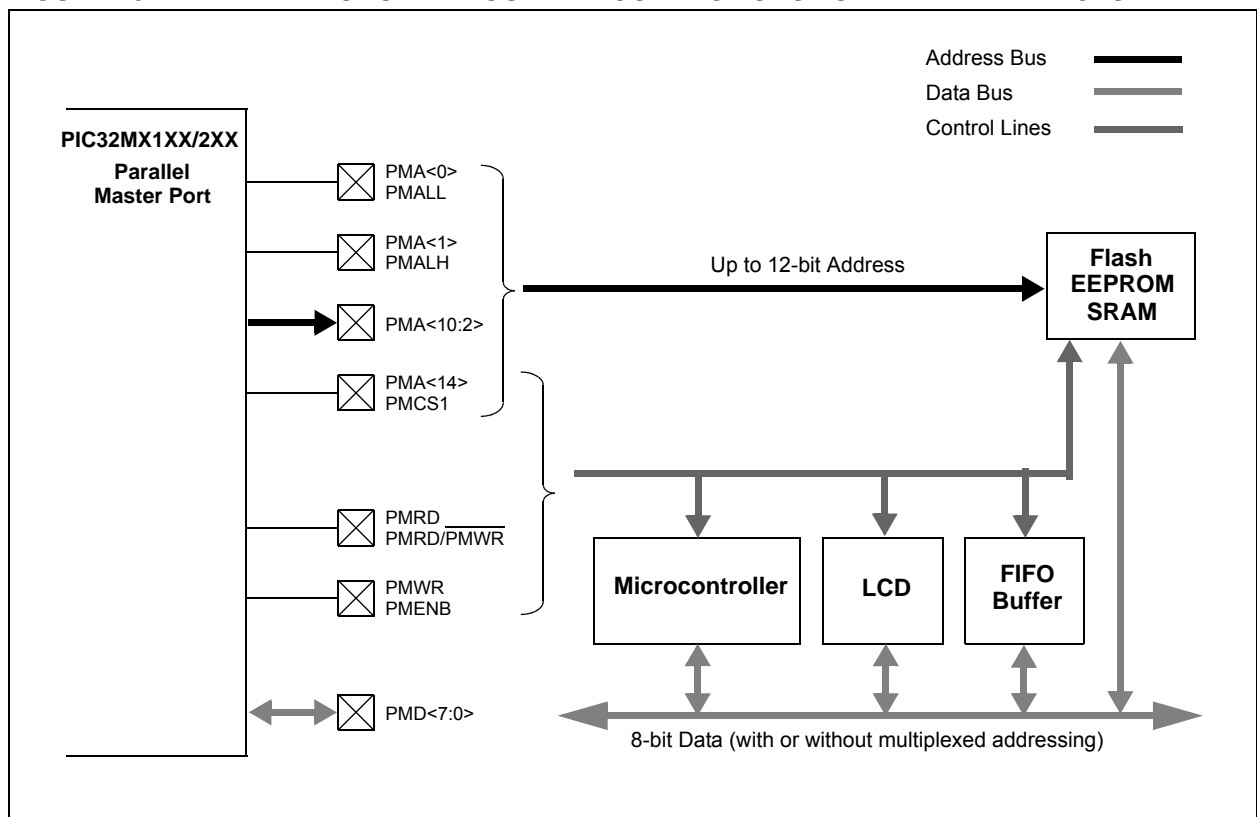 Address Bus
Data Bus
Control Lines
PIC32MX1XX/2XX
Parallel
Master Port
PMA<0>
PMALL
PMA<1>
PMALH
PMA<10:2>
PMA<14>
PMCS1
PMRD
PMRD/PMWR
PMWR
PMENB
PMD<7:0>
Up to 12-bit Address
Flash
EEPROM
SRAM
Microcontroller
LCD
FIFO
Buffer
8-bit Data (with or without multiplexed addressing)